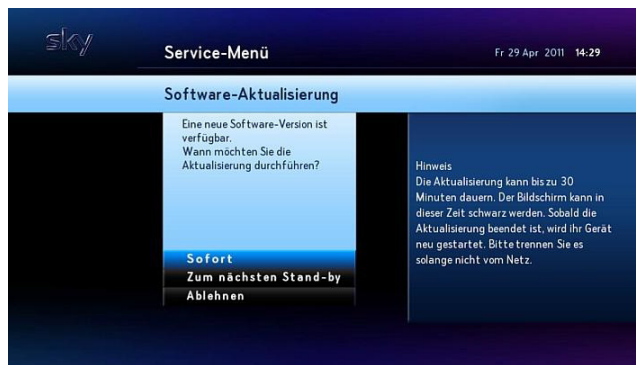 sky
Service-Menü
Fr 29 Apr 2011 14:29
Software-Aktualisierung
Eine neue Software-Version ist
verfügbar.
Wann möchten Sie die
Aktualisierung durchführen?
Sofort
Zum nächsten Stand-by
Ablehnen
Hinweis
Die Aktualisierung kann bis zu 30
Minuten dauern. Der Bildschirm kann in
dieser Zeit schwarz werden. Sobald die
Aktualisierung beendet ist, wird ihr Gerät
neu gestartet. Bitte trennen Sie es
solange nicht vom Netz.